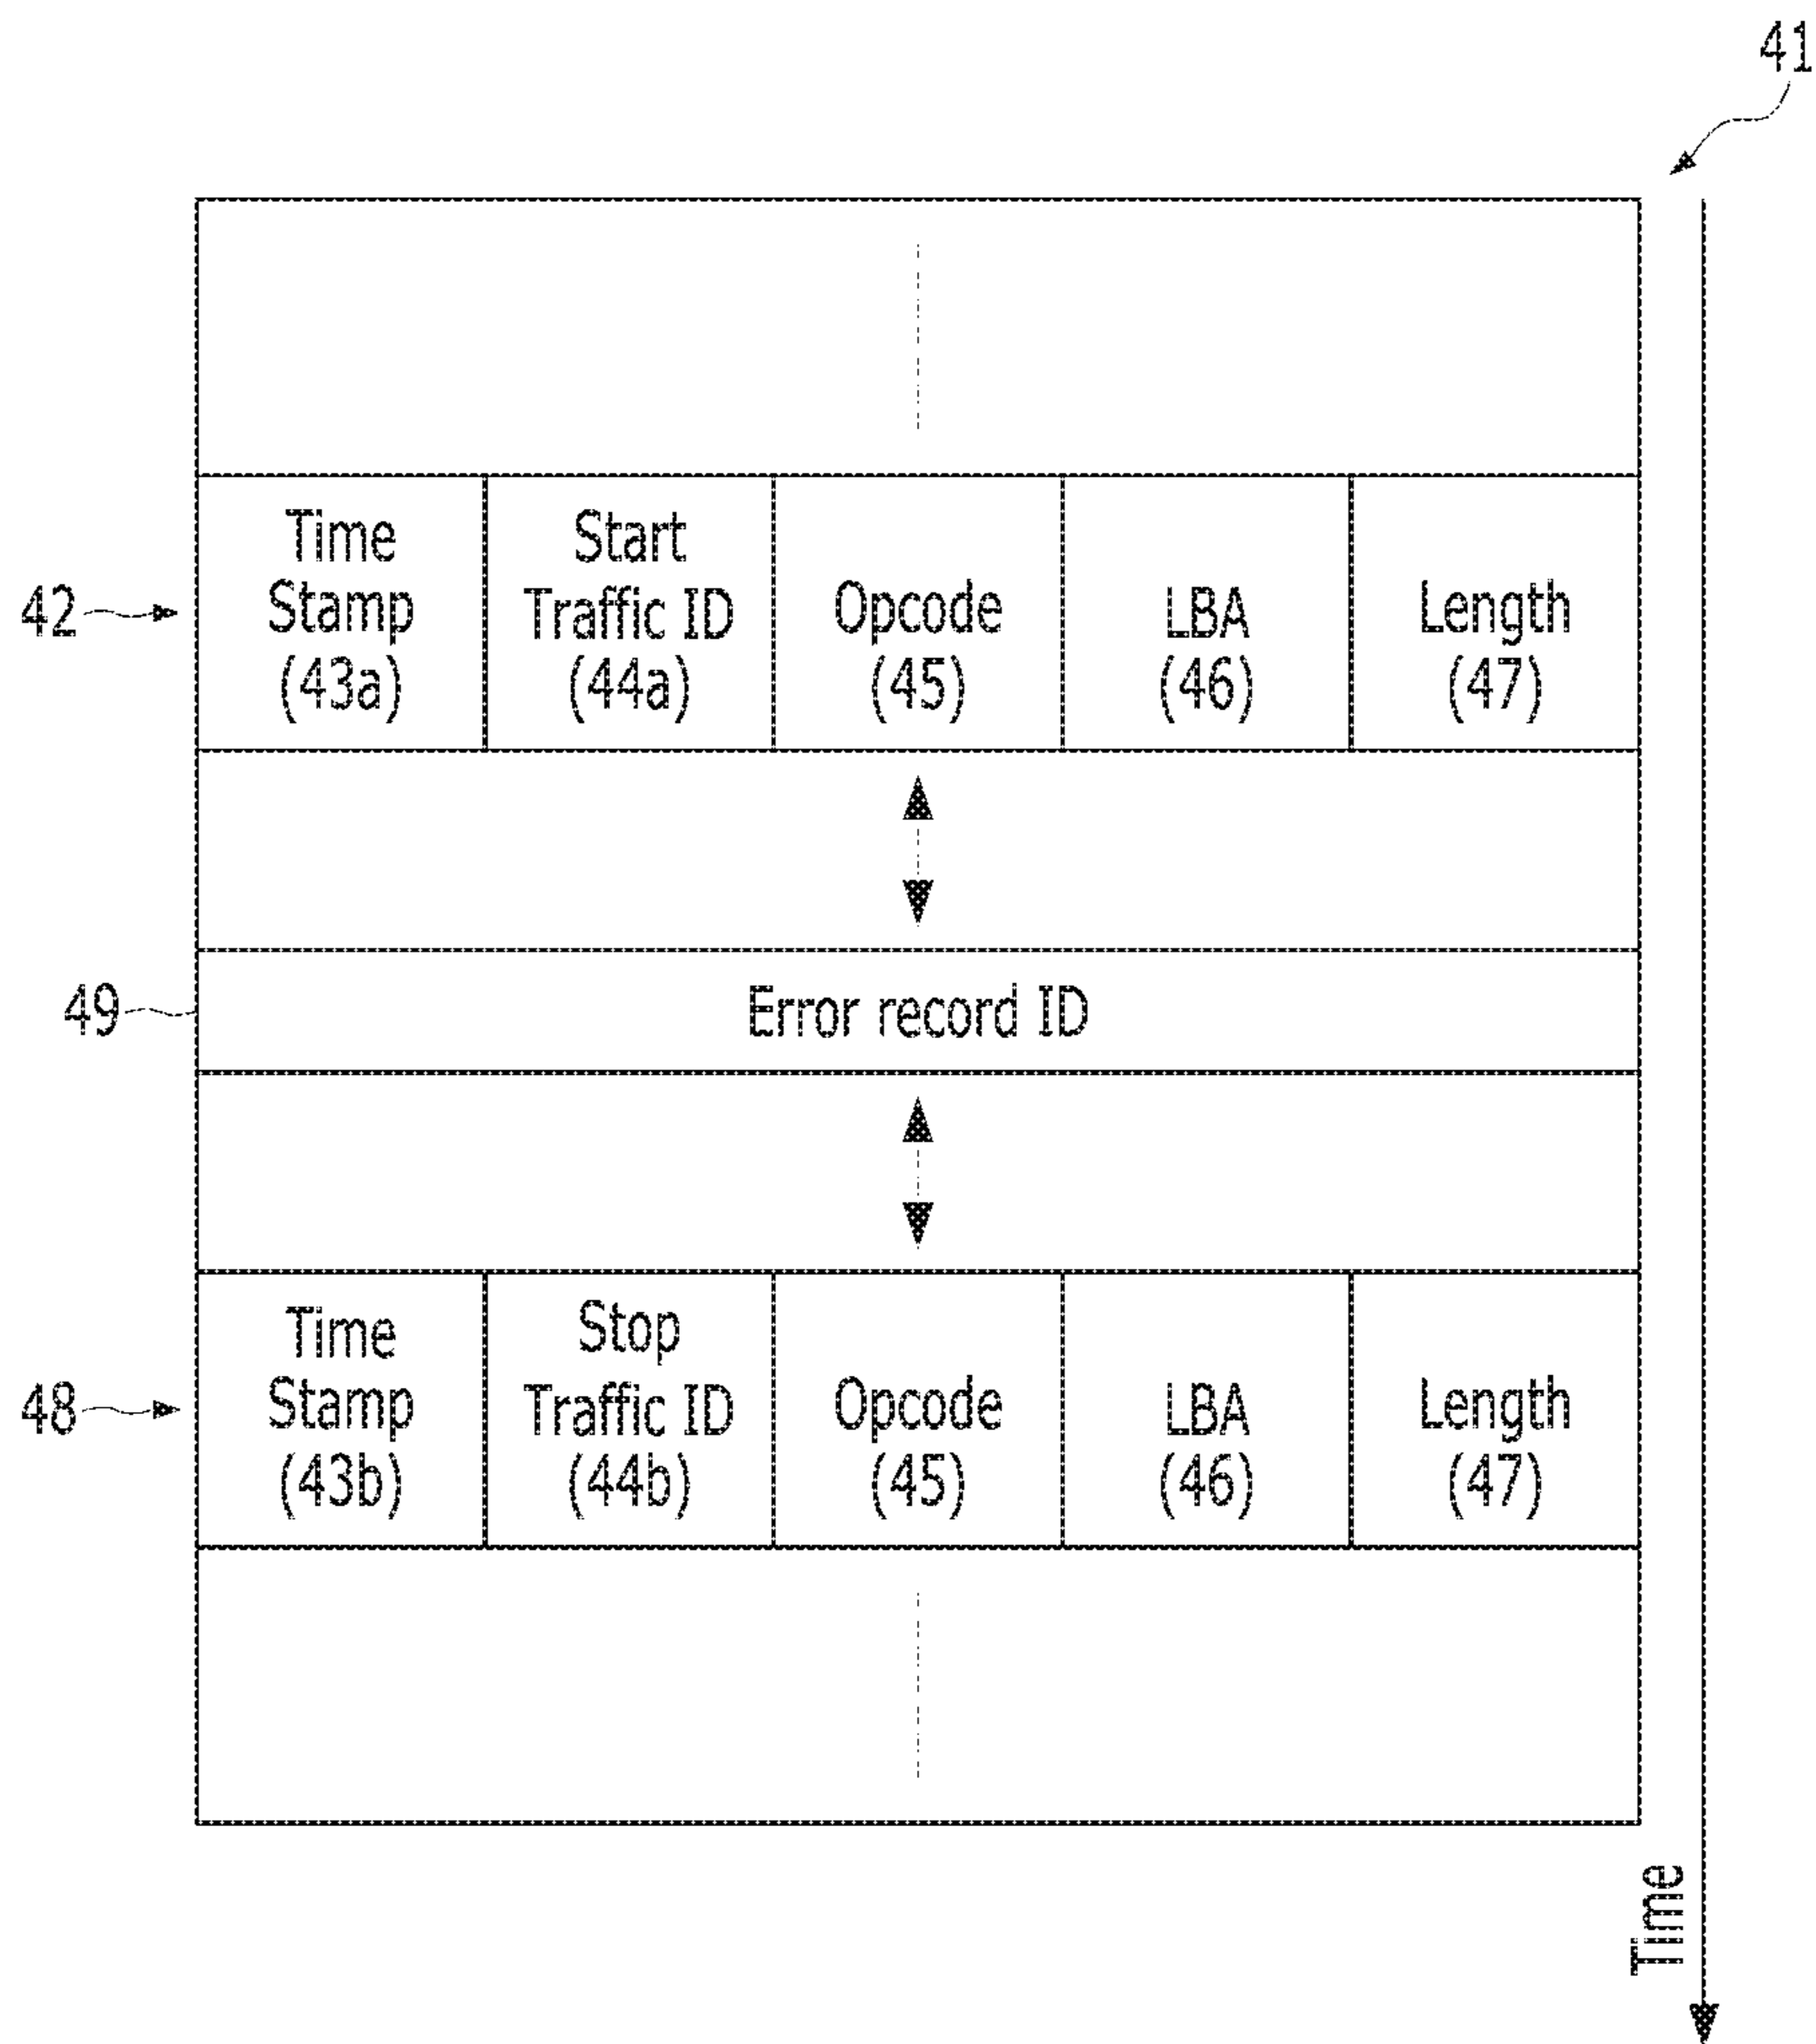 41
42
Time
Stamp
(43a)
Start
Traffic ID
(44a)
Opcode
(45)
LBA
(46)
Length
(47)
49
Error record ID
48
Time
Stamp
(43b)
Stop
Traffic ID
(44b)
Opcode
(45)
LBA
(46)
Length
(47)
Time